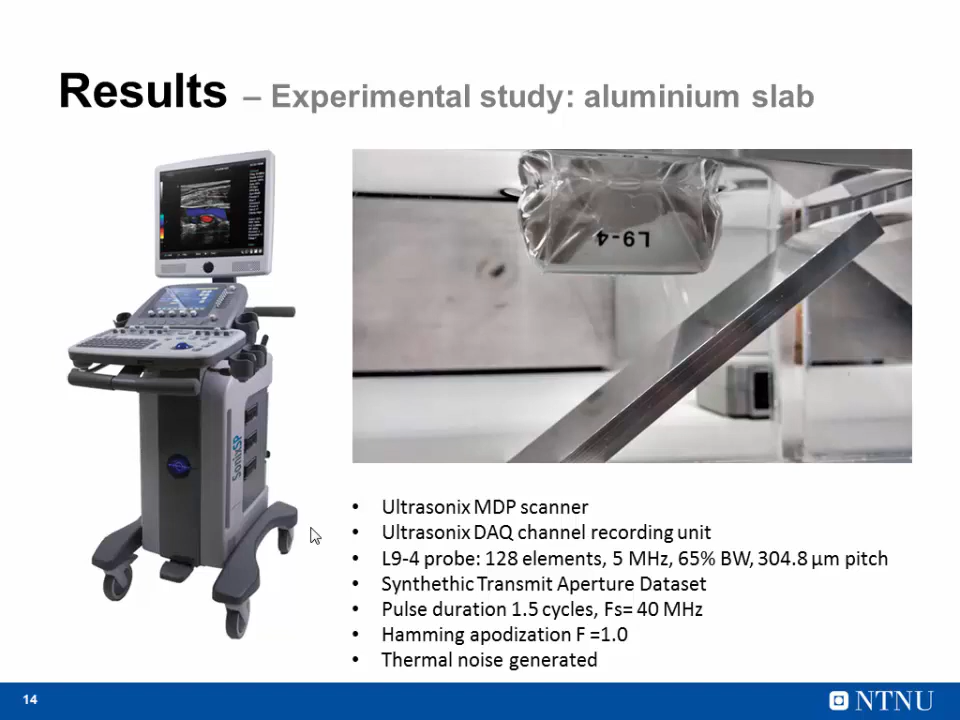 Results – Experimental study: aluminium slab
SonixSP
L9-4
• Ultrasonix MDP scanner
• Ultrasonix DAQ channel recording unit
• L9-4 probe: 128 elements, 5 MHz, 65% BW, 304.8 µm pitch
• Synthethic Transmit Aperture Dataset
• Pulse duration 1.5 cycles, Fs= 40 MHz
• Hamming apodization F =1.0
• Thermal noise generated
14
NTNU